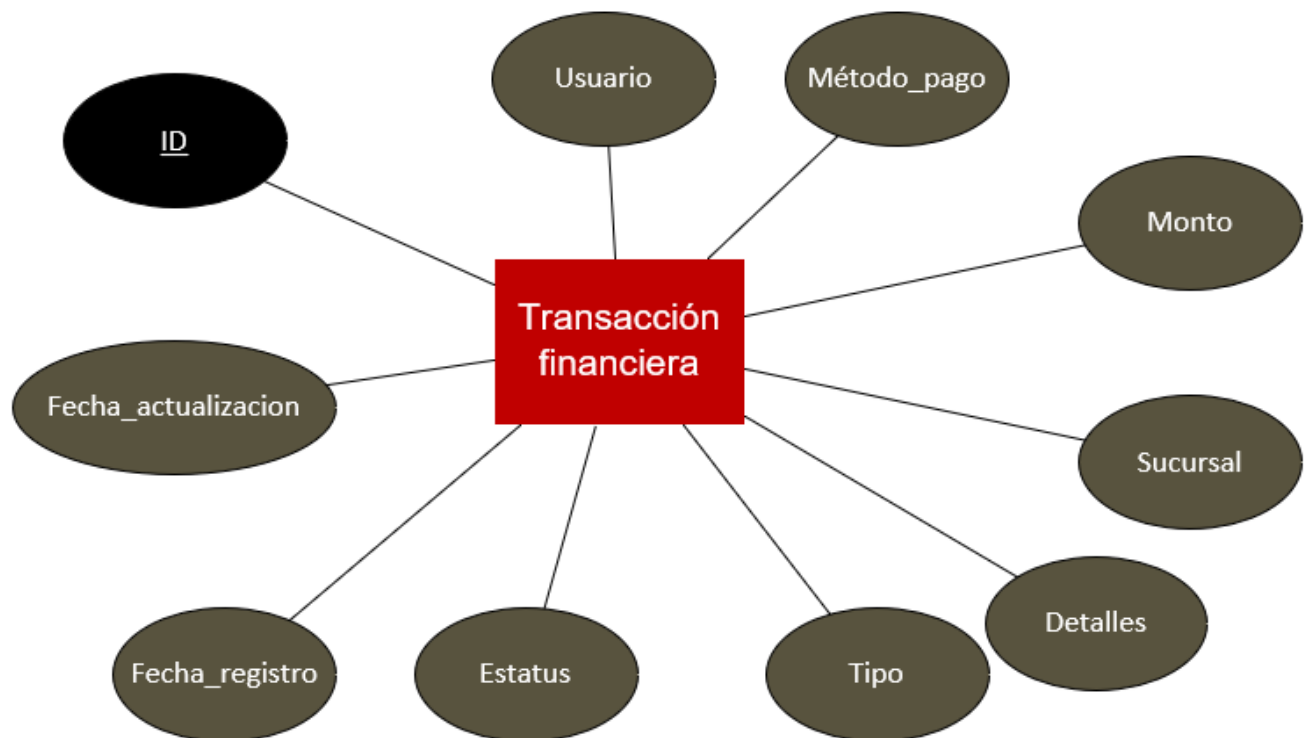 Usuario
Método_pago
ID
Monto
Transacción
financiera
Fecha_actualizacion
Sucursal
Detalles
Fecha_registro
Estatus
Tipo